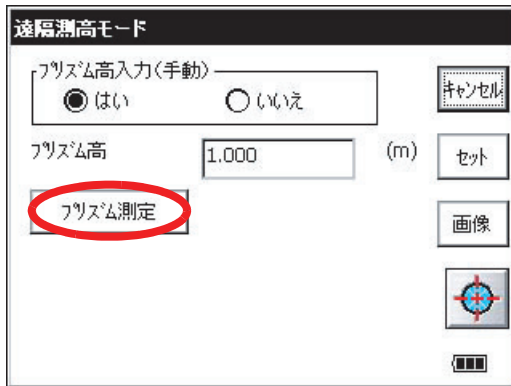 遠隔測高モード
ﾌﾟﾘｽﾞﾑ高入力(手動)
はい
いいえ
ﾌﾟﾘｽﾞﾑ高
1.000
(m)
ﾌﾟﾘｽﾞﾑ測定
ｷｬﾝｾﾙ
ｾｯﾄ
画像